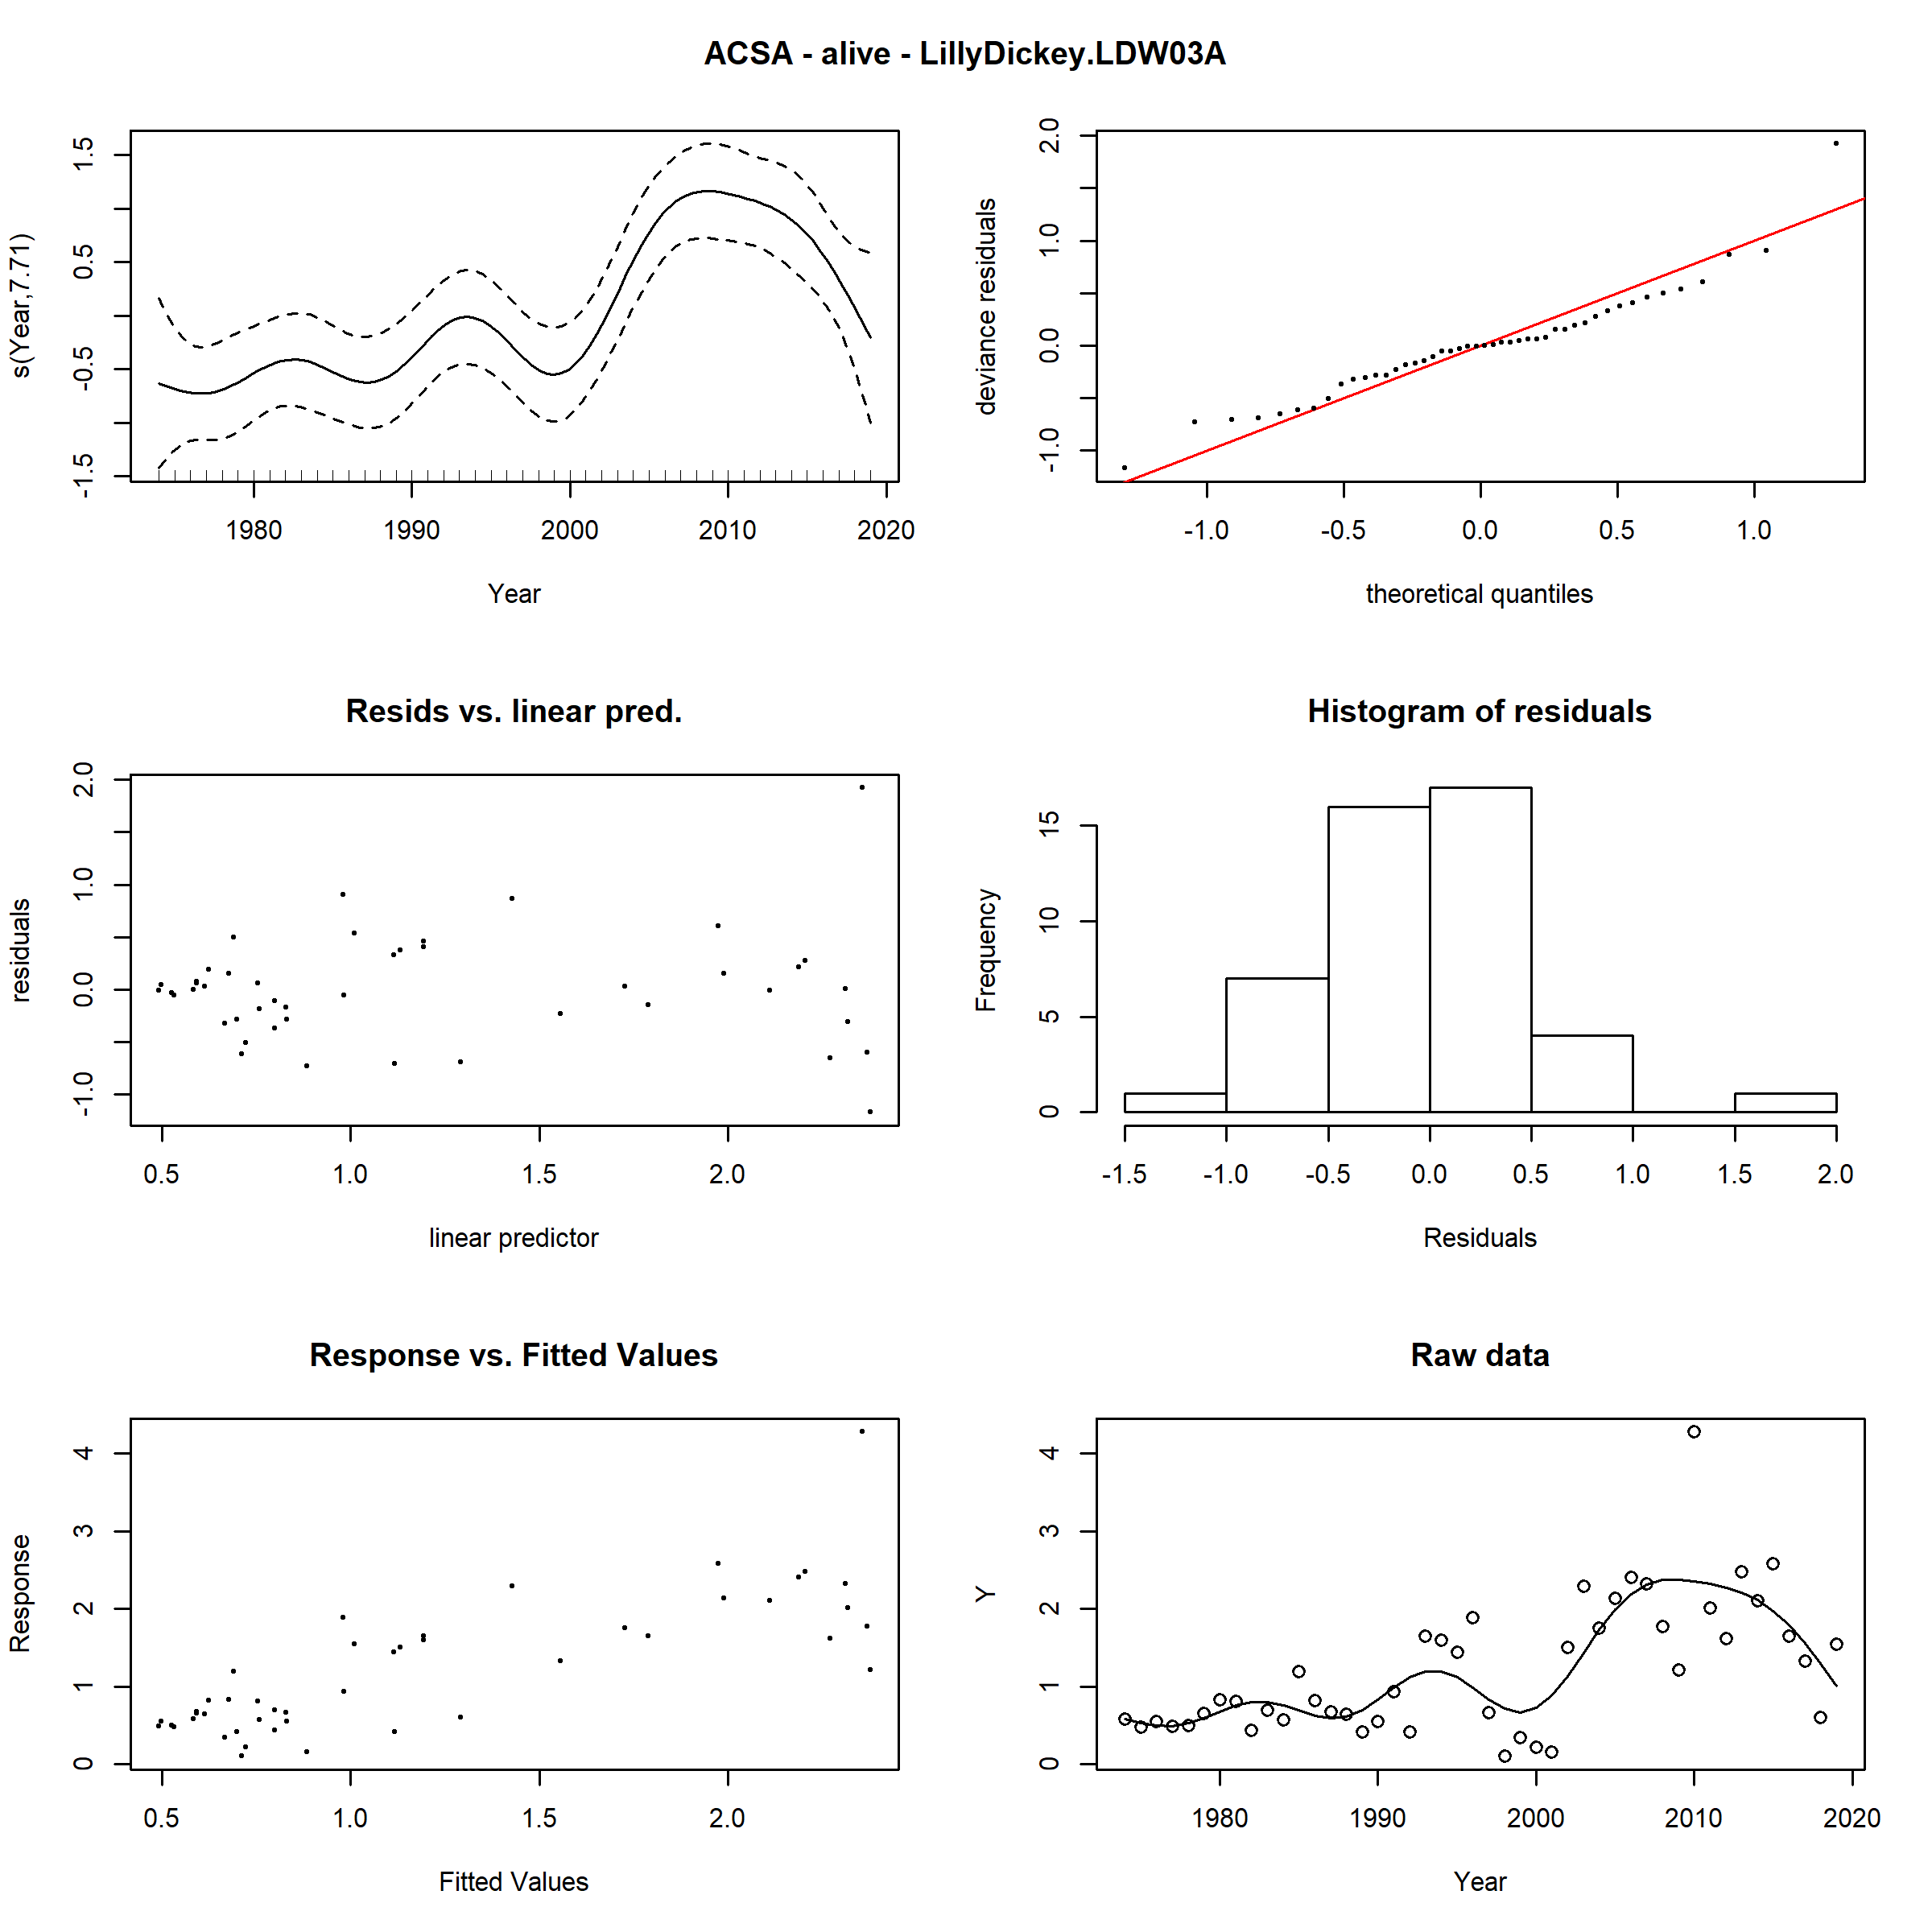 ACSA - alive - LillyDickey.LDW03A
s(Year,7.71)
1.5
0.5
-0.5
-1.5
1980 1990 2000 2010 2020
Year
deviance residuals
2.0
1.0
0.0
-1.0
-1.0 -0.5 0.0 0.5 1.0
theoretical quantiles
Resids vs. linear pred.
residuals
2.0
1.0
0.0
-1.0
0.5 1.0 1.5 2.0
linear predictor
Histogram of residuals
Frequency
15
10
5
0
-1.5 -1.0 -0.5 0.0 0.5 1.0 1.5 2.0
Residuals
Response vs. Fitted Values
Response
4
3
2
1
0
0.5 1.0 1.5 2.0
Fitted Values
Raw data
Y
4
3
2
1
0
1980 1990 2000 2010 2020
Year